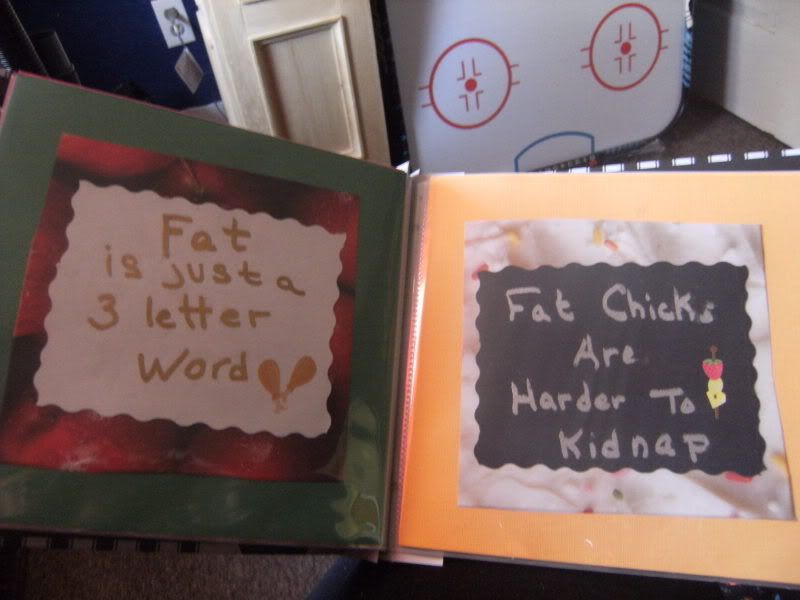 Fat
is just a
3 letter
Word
Fat Chicks
Are
Harder To
Kidnap